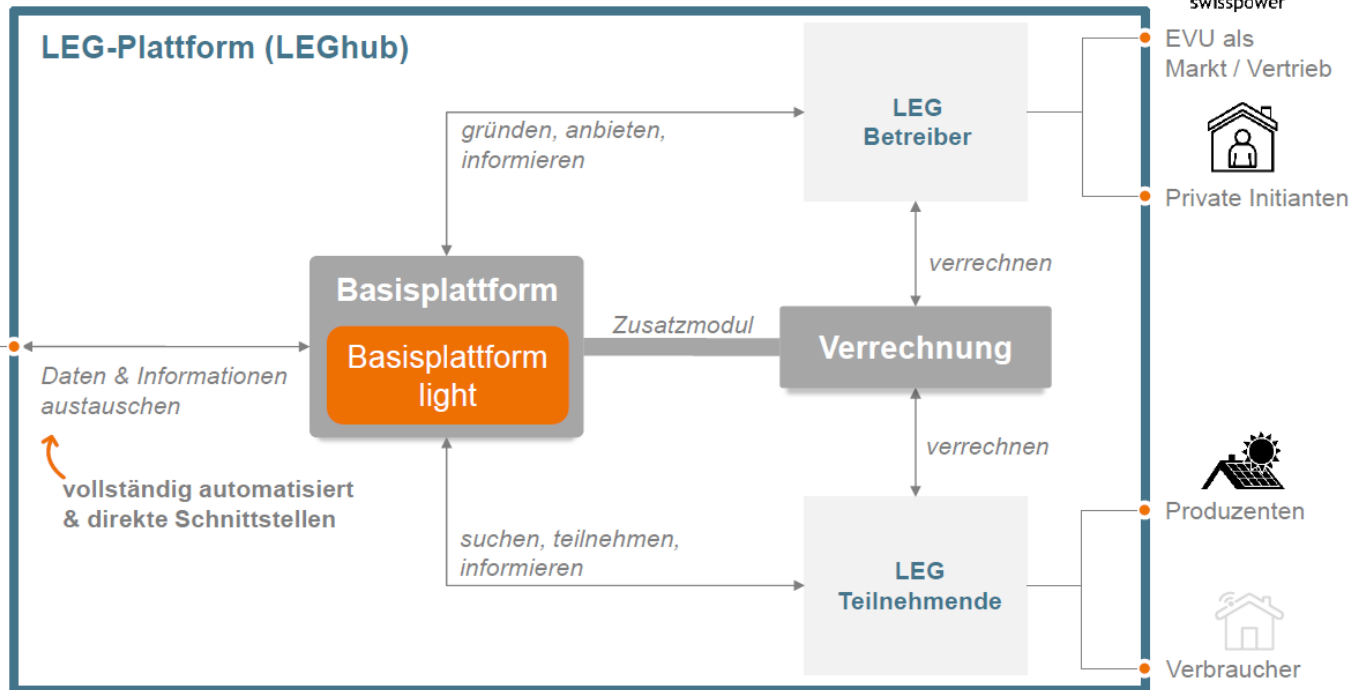 swisspower
LEG-Plattform (LEGhub)
EVU als
Markt / Vertrieb
LEG
Betreiber
gründen, anbieten,
informieren
Private Initianten
verrechnen
Basisplattform
Zusatzmodul
Verrechnung
Basisplattform
light
Daten & Informationen
austauschen
verrechnen
vollständig automatisiert
& direkte Schnittstellen
Produzenten
suchen, teilnehmen,
informieren
LEG
Teilnehmende
Verbraucher